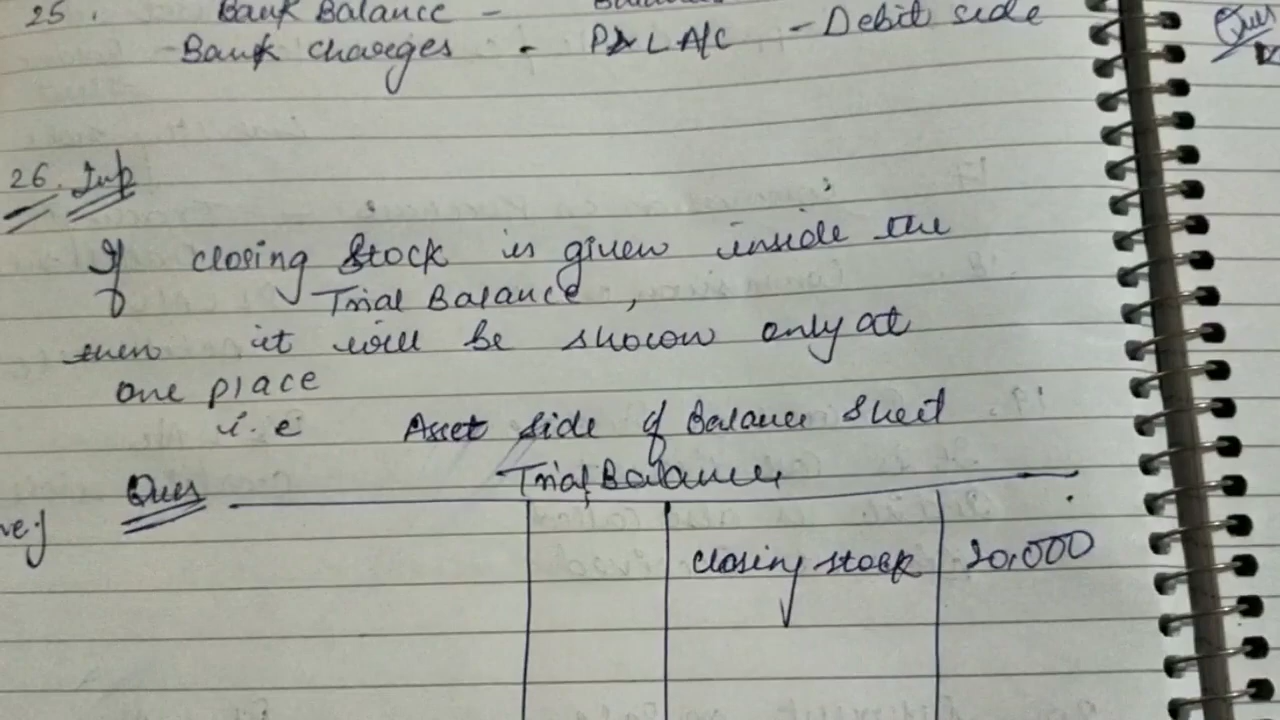 25. Bank Balance -
Bank charges - P&L A/C - Debit side
Ques
26. Imp
If closing stock is given inside the
Trial Balance,
then it will be shown only at
one place
i.e Asset side of Balance Sheet
Ques Trial Balance
closing stock 20,000